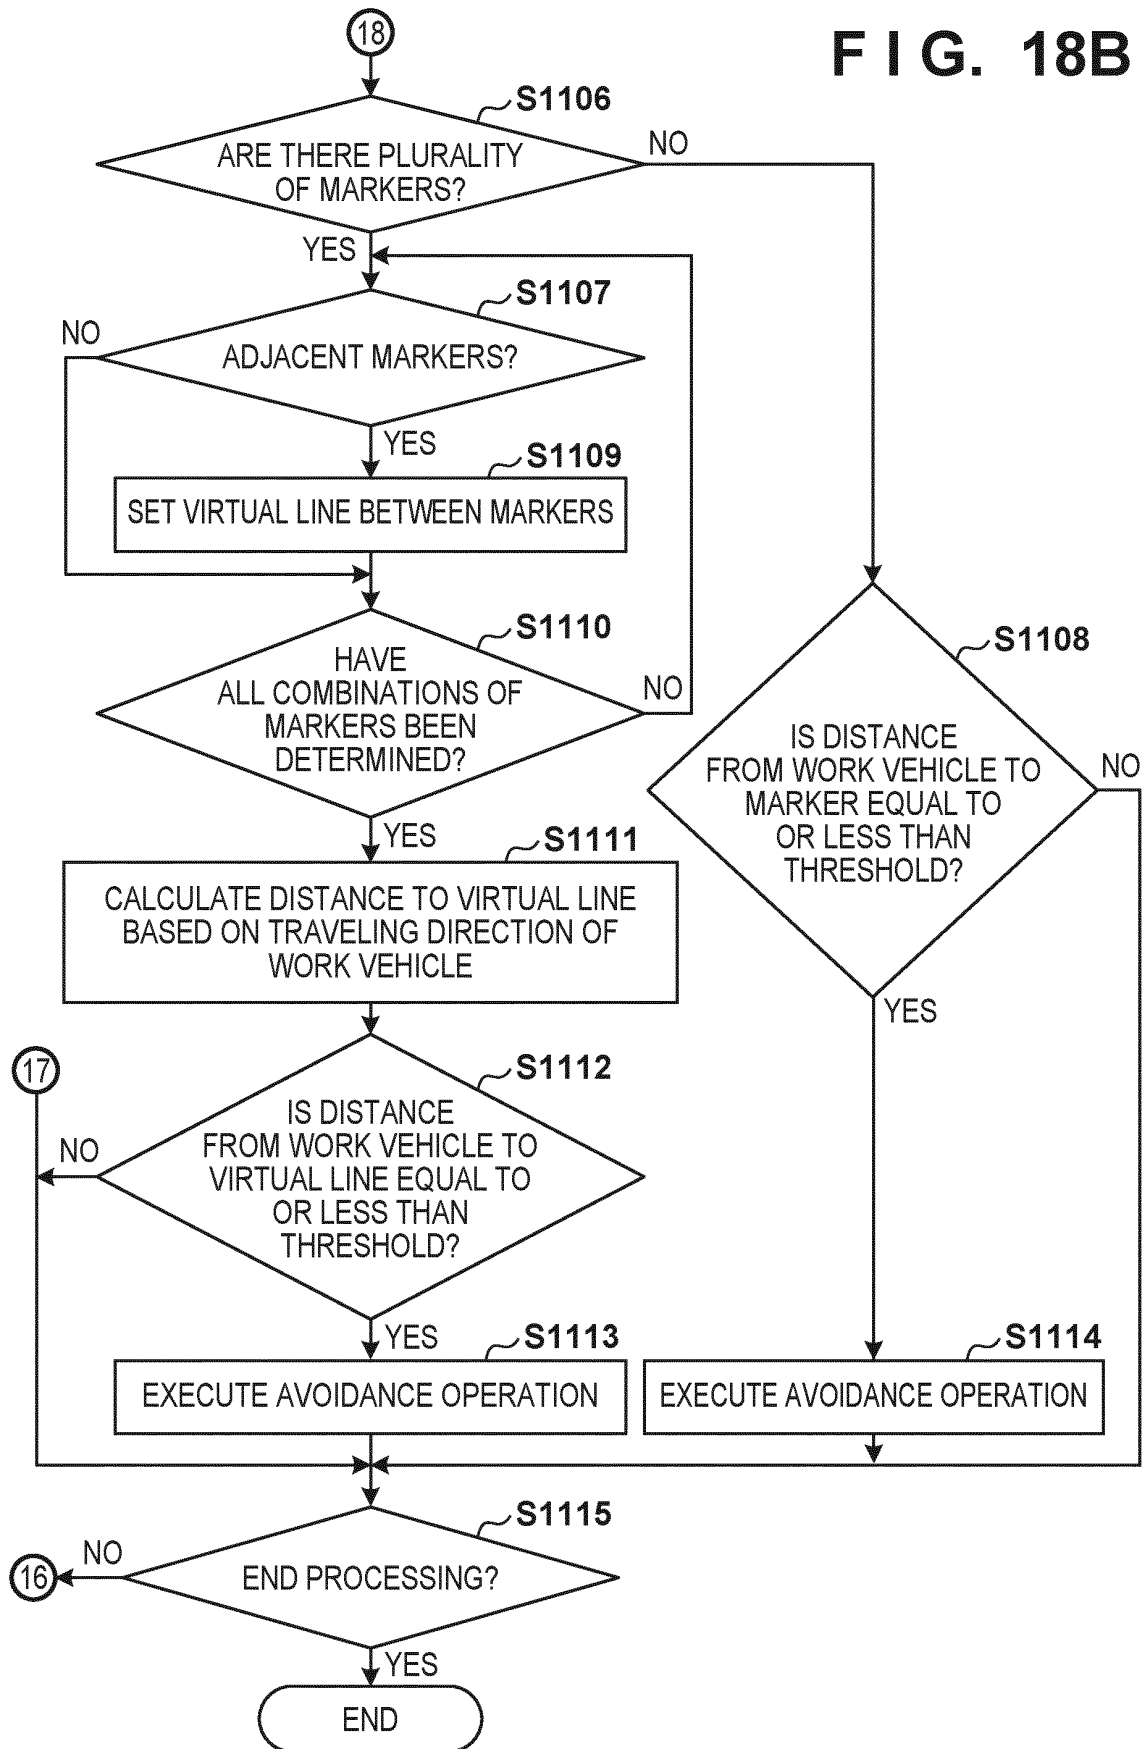 18
F I G. 18B
S1106
ARE THERE PLURALITY
OF MARKERS?
NO
YES
S1107
NO
ADJACENT MARKERS?
YES
S1109
SET VIRTUAL LINE BETWEEN MARKERS
S1110
HAVE
ALL COMBINATIONS OF
MARKERS BEEN
DETERMINED?
NO
YES
S1108
IS DISTANCE
FROM WORK VEHICLE TO
MARKER EQUAL TO
OR LESS THAN
THRESHOLD?
NO
YES
S1111
CALCULATE DISTANCE TO VIRTUAL LINE
BASED ON TRAVELING DIRECTION OF
WORK VEHICLE
17
S1112
IS DISTANCE
FROM WORK VEHICLE TO
VIRTUAL LINE EQUAL TO
OR LESS THAN
THRESHOLD?
NO
YES
S1113
EXECUTE AVOIDANCE OPERATION
S1114
EXECUTE AVOIDANCE OPERATION
S1115
END PROCESSING?
NO
16
YES
END